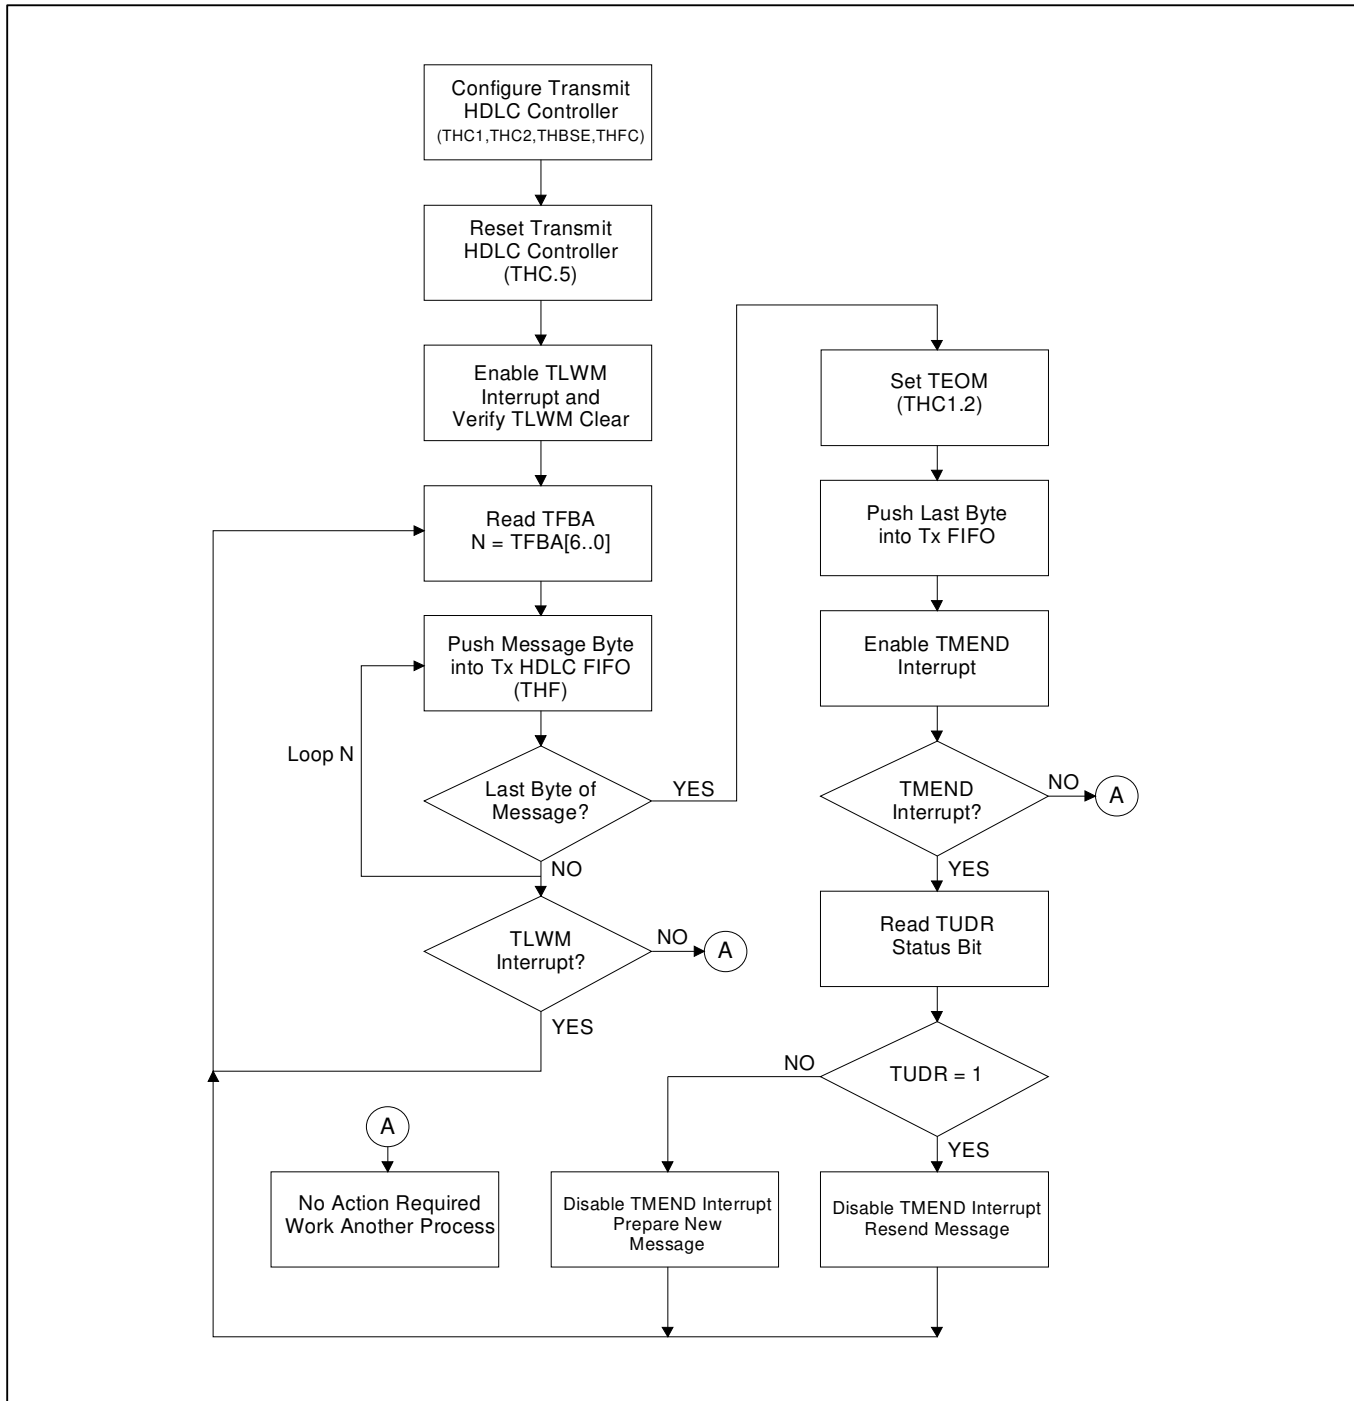 Configure Transmit
HDLC Controller
(THC1,THC2,THBSE,THFC)
Reset Transmit
HDLC Controller
(THC.5)
Enable TLWM
Interrupt and
Verify TLWM Clear
Read TFBA
N = TFBA[6..0]
Push Message Byte
into Tx HDLC FIFO
(THF)
Loop N
Last Byte of
Message?
YES
NO
TLWM
Interrupt?
NO
A
YES
A
No Action Required
Work Another Process
Set TEOM
(THC1.2)
Push Last Byte
into Tx FIFO
Enable TMEND
Interrupt
TMEND
Interrupt?
NO
A
YES
Read TUDR
Status Bit
TUDR = 1
NO
YES
Disable TMEND Interrupt
Prepare New
Message
Disable TMEND Interrupt
Resend Message